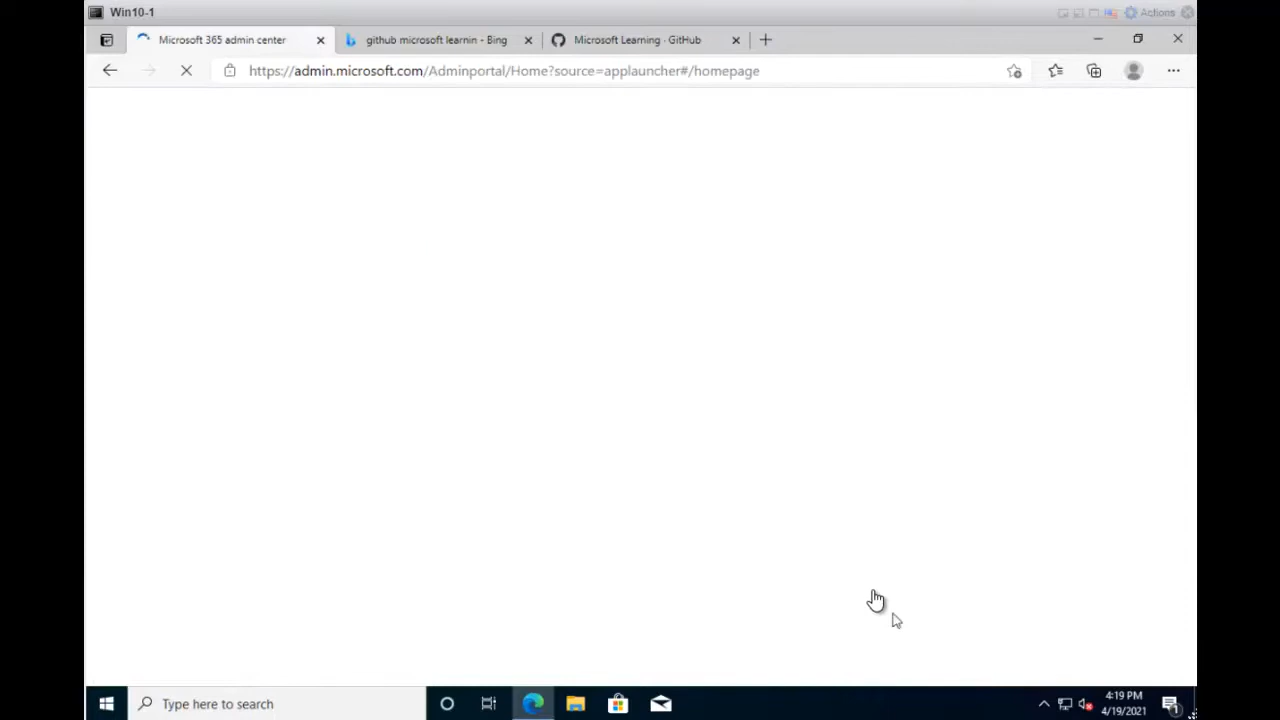 Win10-1
Actions
Microsoft 365 admin center
github microsoft learnin - Bing
Microsoft Learning · GitHub
https://admin.microsoft.com/Adminportal/Home?source=applauncher#/homepage
Type here to search
4:19 PM
4/19/2021
1